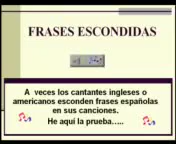 FRASES ESCONDIDAS
A veces los cantantes ingleses o
americanos esconden frases españolas
en sus canciones.
He aquí la prueba…..